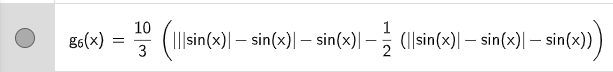 g₆(x) = 10/3 (|||sin(x)| − sin(x)| − sin(x)| − 1/2 (||sin(x)| − sin(x)| − sin(x)))